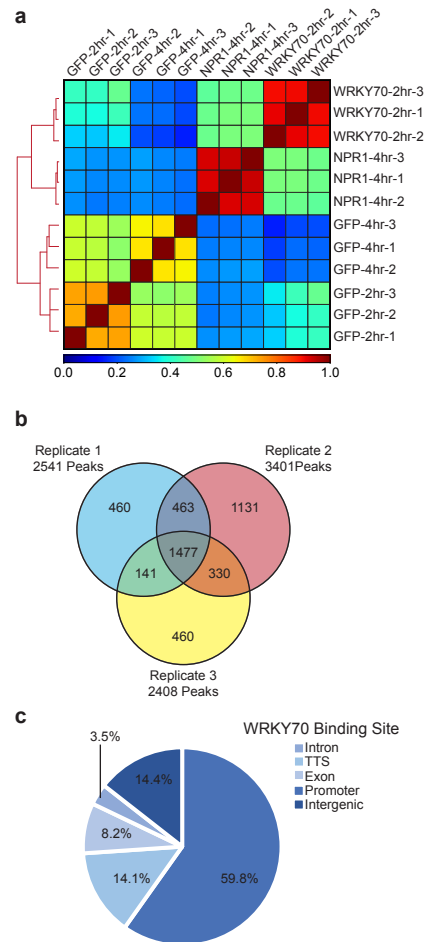 a
GFP-2hr-1
GFP-2hr-2
GFP-2hr-3
GFP-4hr-2
GFP-4hr-1
GFP-4hr-3
NPR1-4hr-2
NPR1-4hr-1
NPR1-4hr-3
WRKY70-2hr-2
WRKY70-2hr-1
WRKY70-2hr-3
WRKY70-2hr-3
WRKY70-2hr-1
WRKY70-2hr-2
NPR1-4hr-3
NPR1-4hr-1
NPR1-4hr-2
GFP-4hr-3
GFP-4hr-1
GFP-4hr-2
GFP-2hr-3
GFP-2hr-2
GFP-2hr-1
0.0 0.2 0.4 0.6 0.8 1.0
b
Replicate 1
2541 Peaks
Replicate 2
3401Peaks
460 463 1131
1477
141 330
460
Replicate 3
2408 Peaks
c
WRKY70 Binding Site
Intron
TTS
Exon
Promoter
Intergenic
3.5%
14.4%
8.2%
14.1%
59.8%